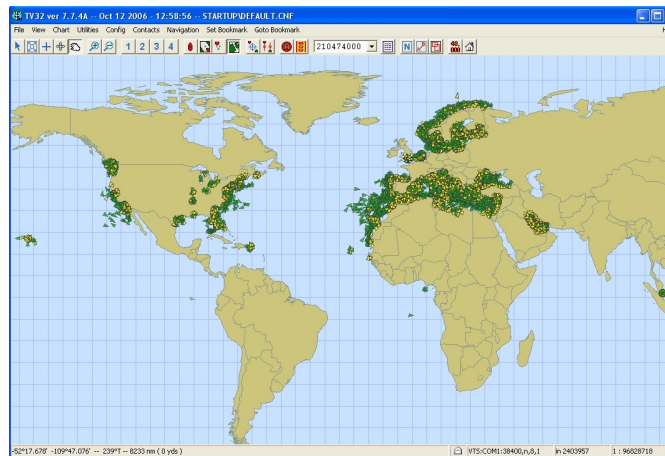 TV32 ver 7.7.4A -- Oct 12 2006 - 12:58:56 -- STARTUP\DEFAULT.CNF
File View Chart Utilities Config Contacts Navigation Set Bookmark Goto Bookmark H
1 2 3 4 210474000 N 40,
-52°17.678' -109°47.076' -- 239°T -- 8233 nm ( 0 yds ) VTS:COM1:38400,n,8,1 in 2403957 1 : 96828718